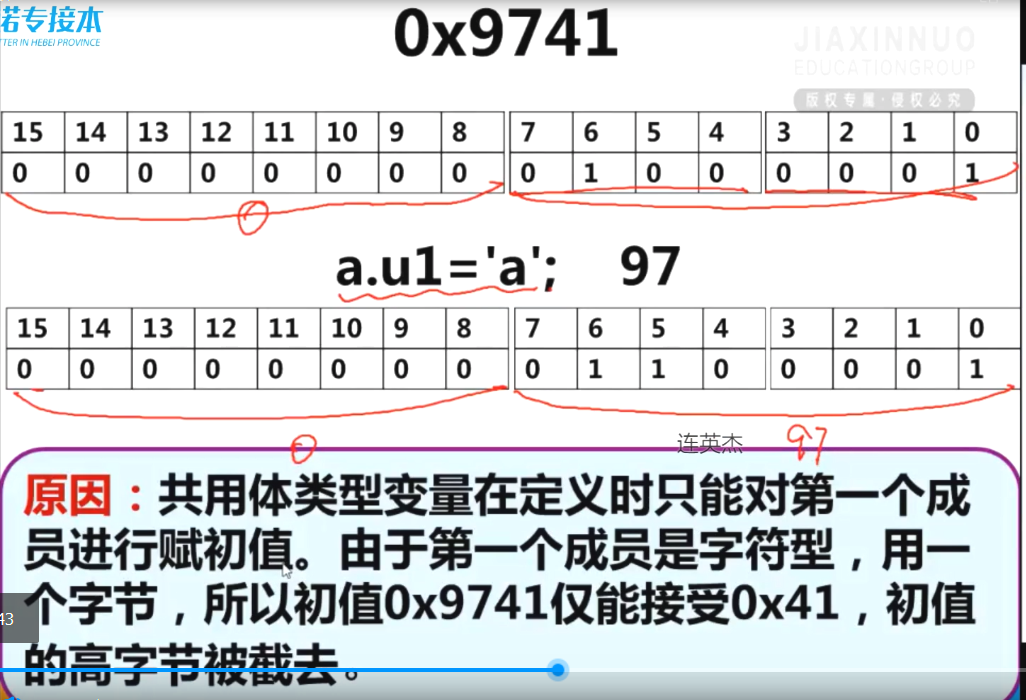 诺专接本
TTER IN HEBEI PROVINCE
0x9741
JIAXINNUO
EDUCATIONGROUP
版权专属·侵权必究
15 14 13 12 11 10 9 8 7 6 5 4 3 2 1 0
0 0 0 0 0 0 0 0 0 1 0 0 0 0 0 1
0
a.u1='a'; 97
15 14 13 12 11 10 9 8 7 6 5 4 3 2 1 0
0 0 0 0 0 0 0 0 0 1 1 0 0 0 0 1
0
连英杰
97
原因：共用体类型变量在定义时只能对第一个成
员进行赋初值。由于第一个成员是字符型，用一
个字节，所以初值0x9741仅能接受0x41，初值
43
的高字节被截去。